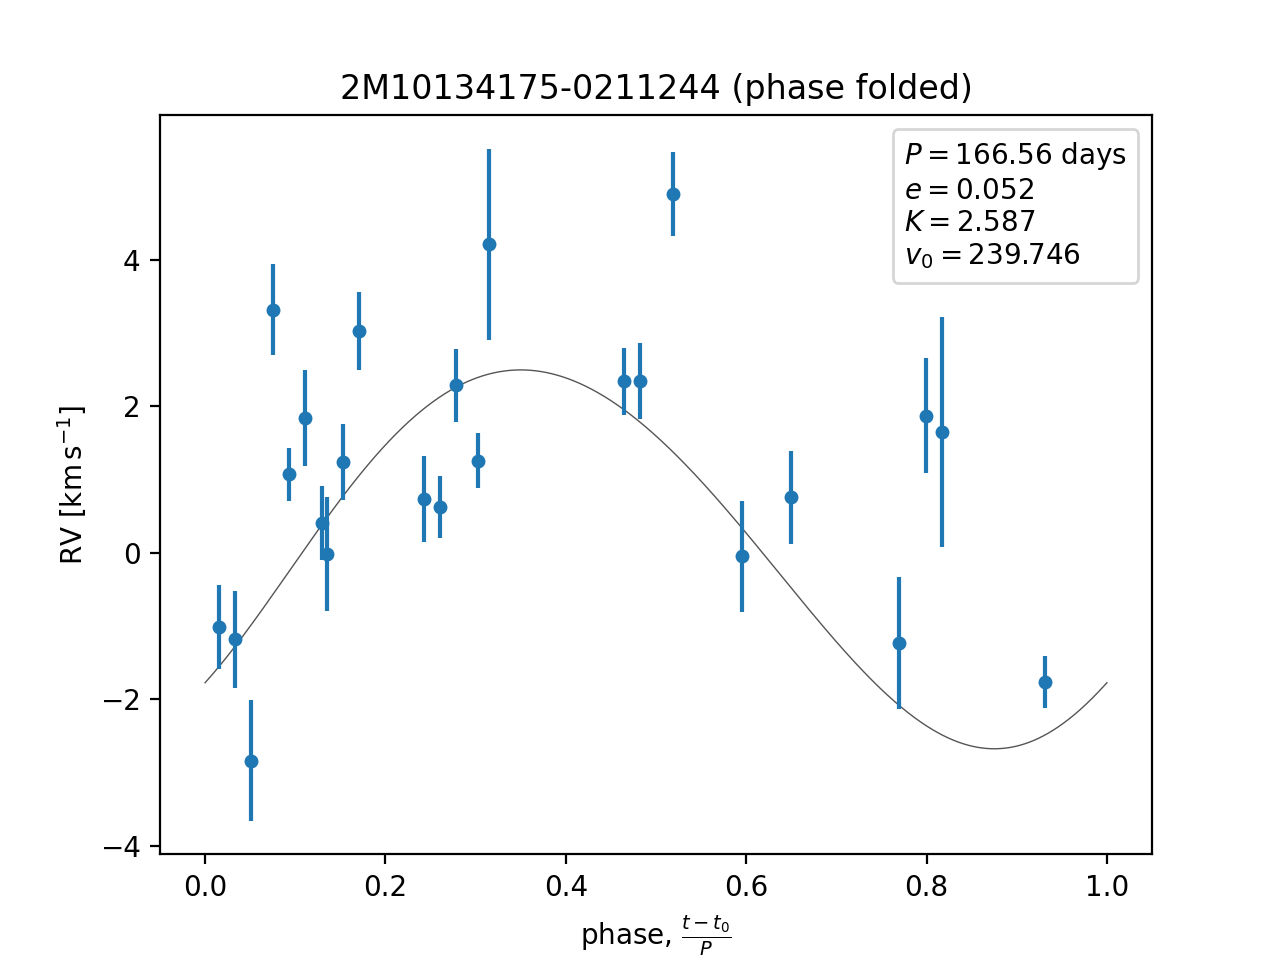 2M10134175-0211244 (phase folded)
P = 166.56 days
e = 0.052
K = 2.587
v₀ = 239.746
RV [km s⁻¹]
4
2
0
−2
−4
0.0 0.2 0.4 0.6 0.8 1.0
phase, (t − t₀)/P